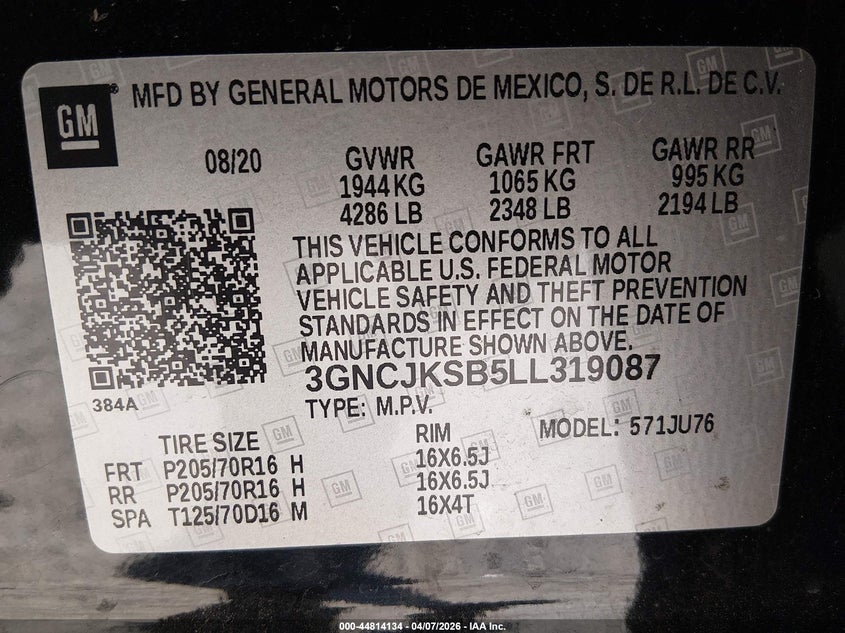 GM
MFD BY GENERAL MOTORS DE MEXICO, S. DE R.L. DE C.V.
08/20 GVWR GAWR FRT GAWR RR
1944 KG 1065 KG 995 KG
4286 LB 2348 LB 2194 LB
THIS VEHICLE CONFORMS TO ALL
APPLICABLE U.S. FEDERAL MOTOR
VEHICLE SAFETY AND THEFT PREVENTION
STANDARDS IN EFFECT ON THE DATE OF
MANUFACTURE SHOWN ABOVE.
3GNCJKSB5LL319087
384A
TYPE: M.P.V.
TIRE SIZE RIM MODEL: 571JU76
FRT P205/70R16 H 16X6.5J
RR P205/70R16 H 16X6.5J
SPA T125/70D16 M 16X4T
000-44814134 - 04/07/2026 - IAA Inc.